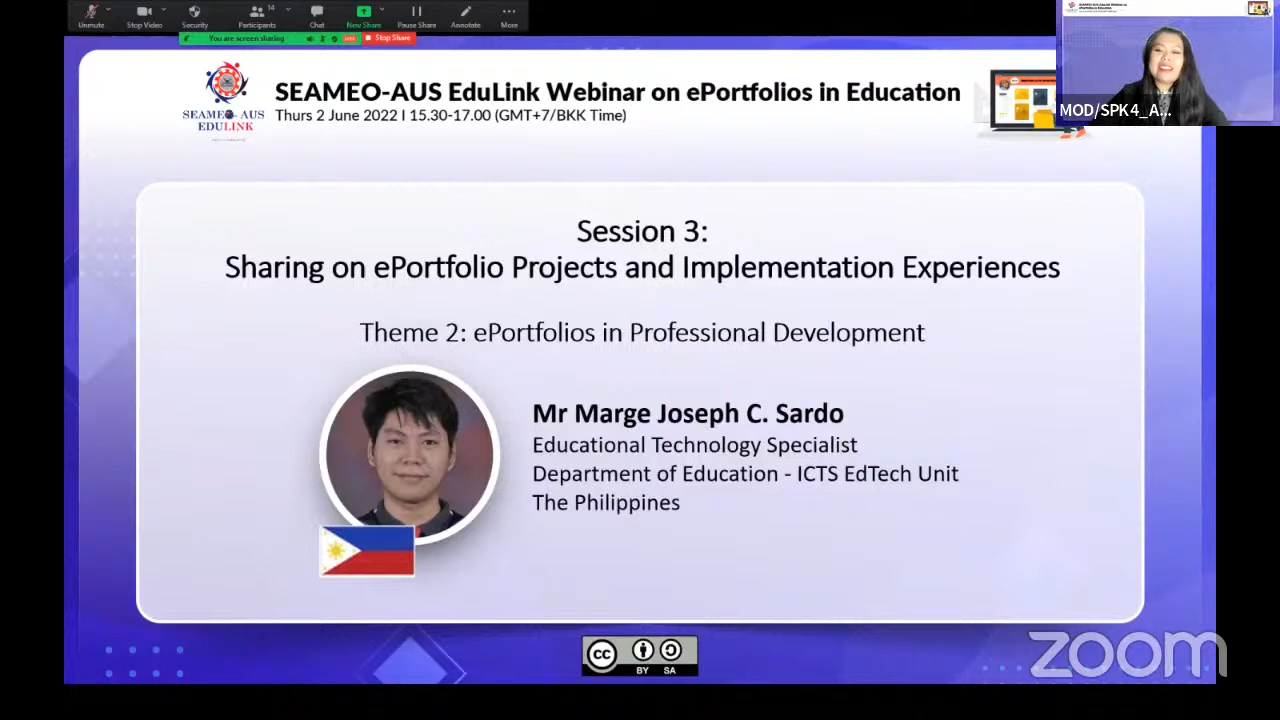 Unmute
Stop Video
Security
Participants
14
Chat
New Share
Pause Share
Annotate
More
You are screen sharing
Stop Share
SEAMEO-AUS
EDULINK
SEAMEO-AUS EduLink Webinar on ePortfolios in Education
Thurs 2 June 2022 I 15.30-17.00 (GMT+7/BKK Time)
MOD/SPK4_A...
Session 3:
Sharing on ePortfolio Projects and Implementation Experiences
Theme 2: ePortfolios in Professional Development
Mr Marge Joseph C. Sardo
Educational Technology Specialist
Department of Education - ICTS EdTech Unit
The Philippines
cc
BY SA
zoom